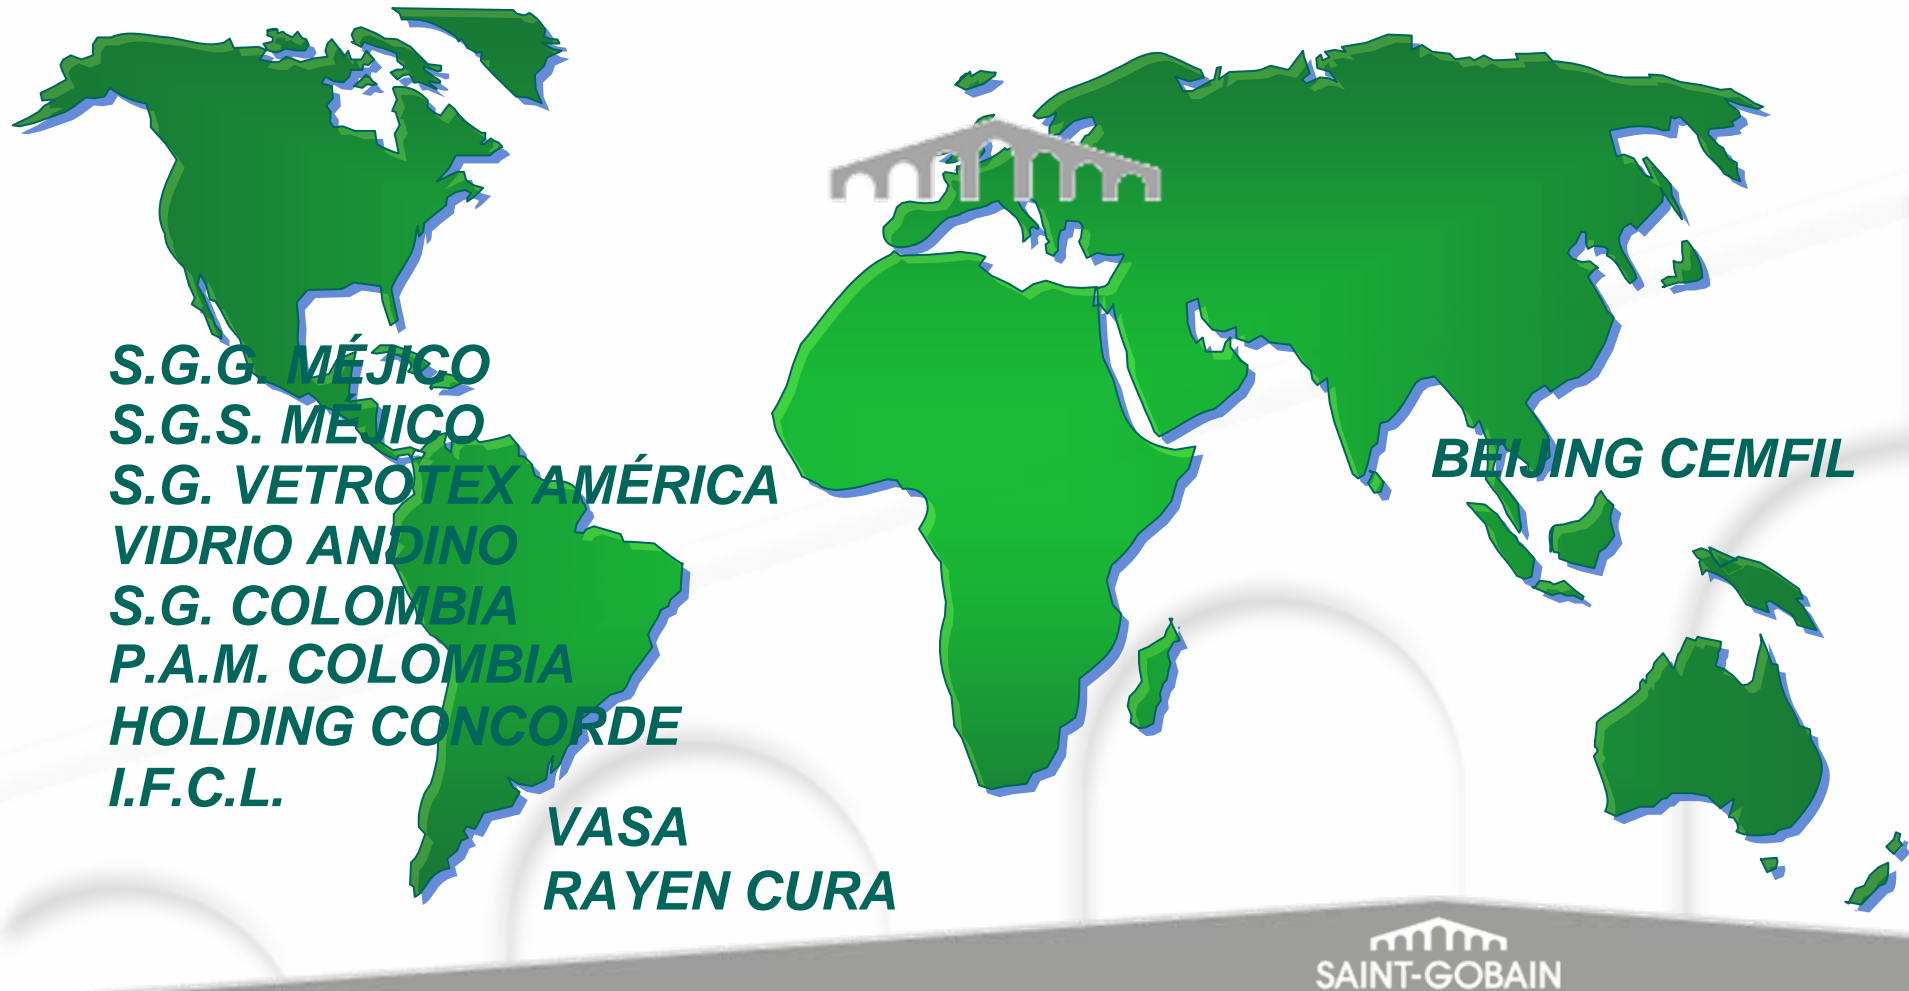 S.G.G. MÉJICO
S.G.S. MÉJICO
S.G. VETROTEX AMÉRICA
VIDRIO ANDINO
S.G. COLOMBIA
P.A.M. COLOMBIA
HOLDING CONCORDE
I.F.C.L.
VASA
RAYEN CURA
BEIJING CEMFIL
SAINT-GOBAIN